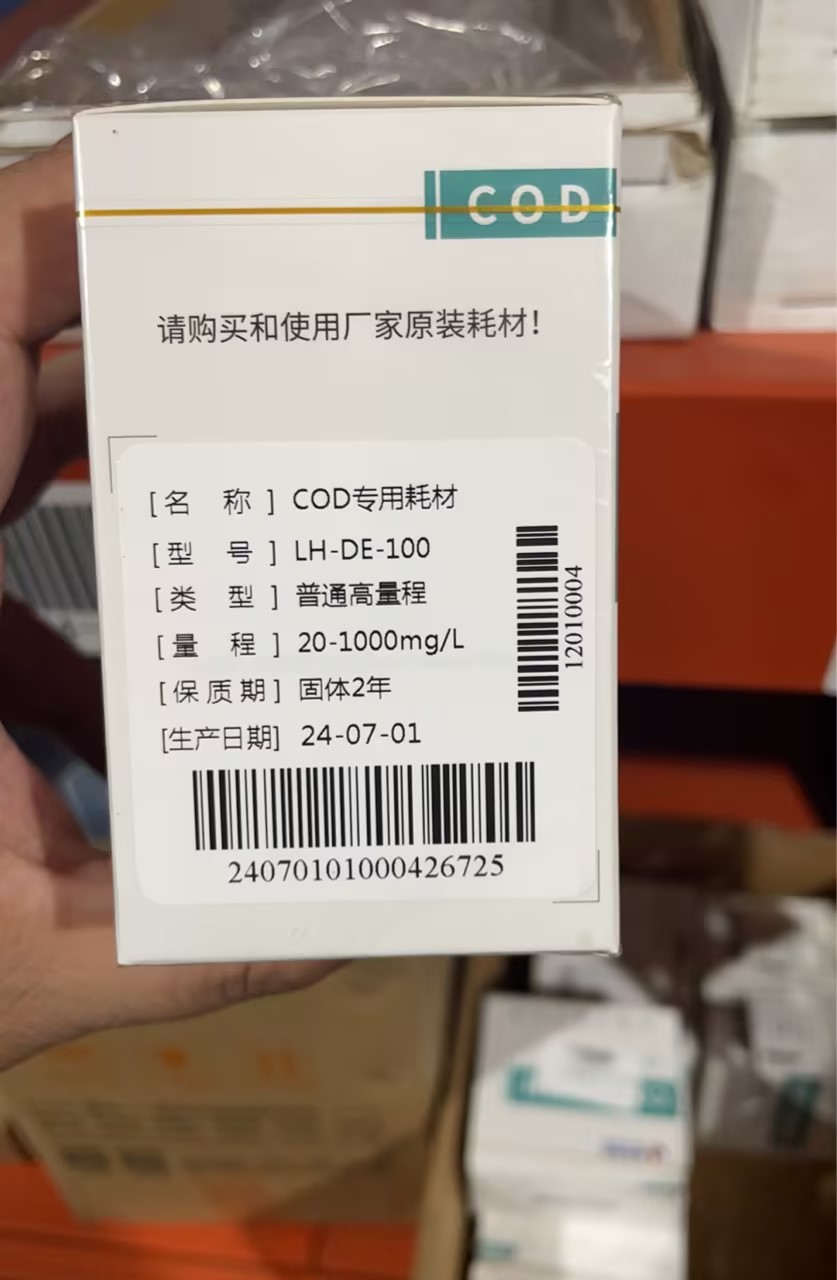 COD
请购买和使用厂家原装耗材！
[名 称] COD专用耗材
[型 号] LH-DE-100
[类 型] 普通高量程
[量 程] 20-1000mg/L
[保质期] 固体2年
[生产日期] 24-07-01
12010004
24070101000426725